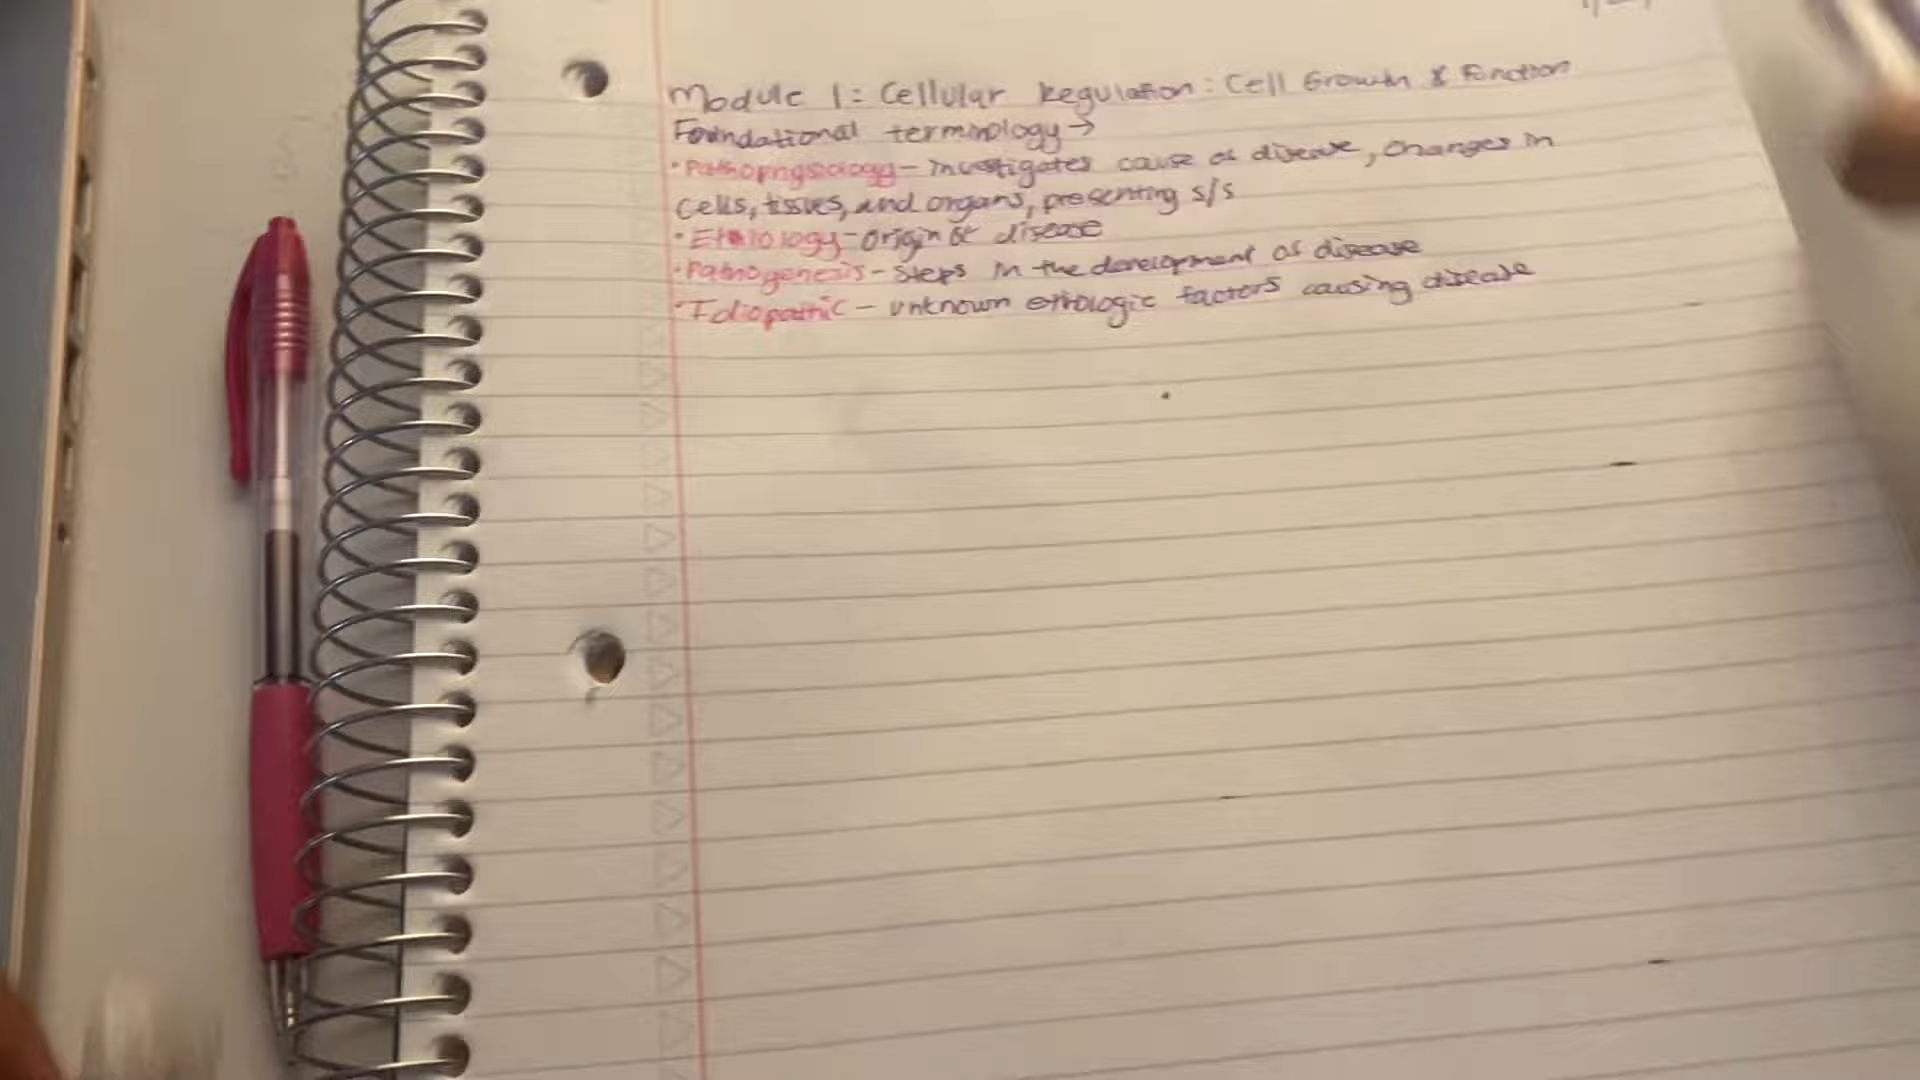 Module 1: Cellular Regulation: Cell Growth & Function
Foundational terminology →
• Pathophysiology - investigates cause of disease, changes in
cells, tissues, and organs, presenting s/s
• Etiology - origin of disease
• Pathogenesis - steps in the development of disease
• Idiopathic - unknown etiologic factors causing disease